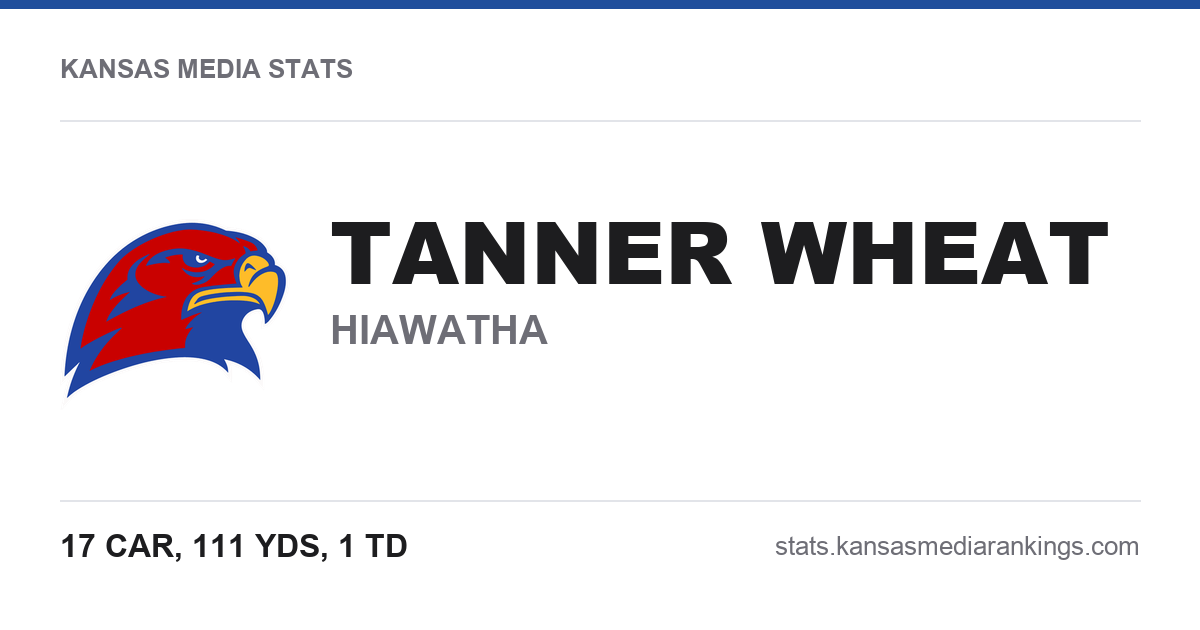 KANSAS MEDIA STATS
TANNER WHEAT
HIAWATHA
17 CAR, 111 YDS, 1 TD
stats.kansasmediarankings.com